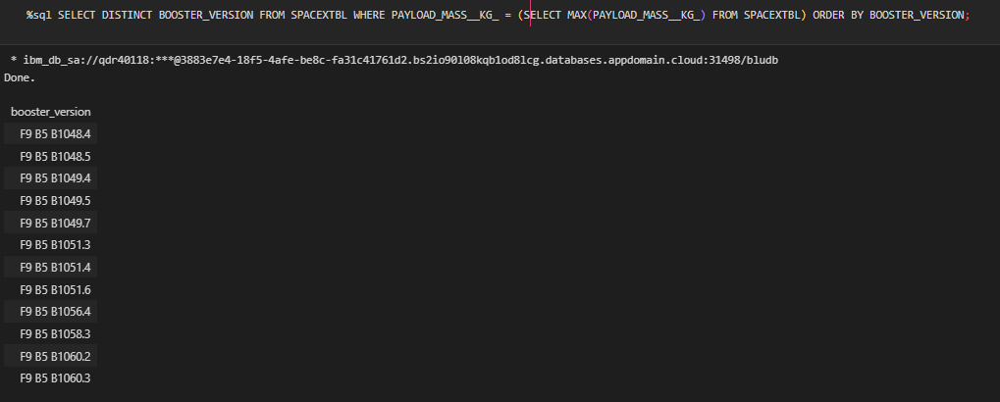 %sql SELECT DISTINCT BOOSTER_VERSION FROM SPACEXTBL WHERE PAYLOAD_MASS__KG_ = (SELECT MAX(PAYLOAD_MASS__KG_) FROM SPACEXTBL) ORDER BY BOOSTER_VERSION;
* ibm_db_sa://qdr40118:***@3883e7e4-18f5-4afe-be8c-fa31c41761d2.bs2io90l08kqb1od8lcg.databases.appdomain.cloud:31498/bludb
Done.
booster_version
F9 B5 B1048.4
F9 B5 B1048.5
F9 B5 B1049.4
F9 B5 B1049.5
F9 B5 B1049.7
F9 B5 B1051.3
F9 B5 B1051.4
F9 B5 B1051.6
F9 B5 B1056.4
F9 B5 B1058.3
F9 B5 B1060.2
F9 B5 B1060.3